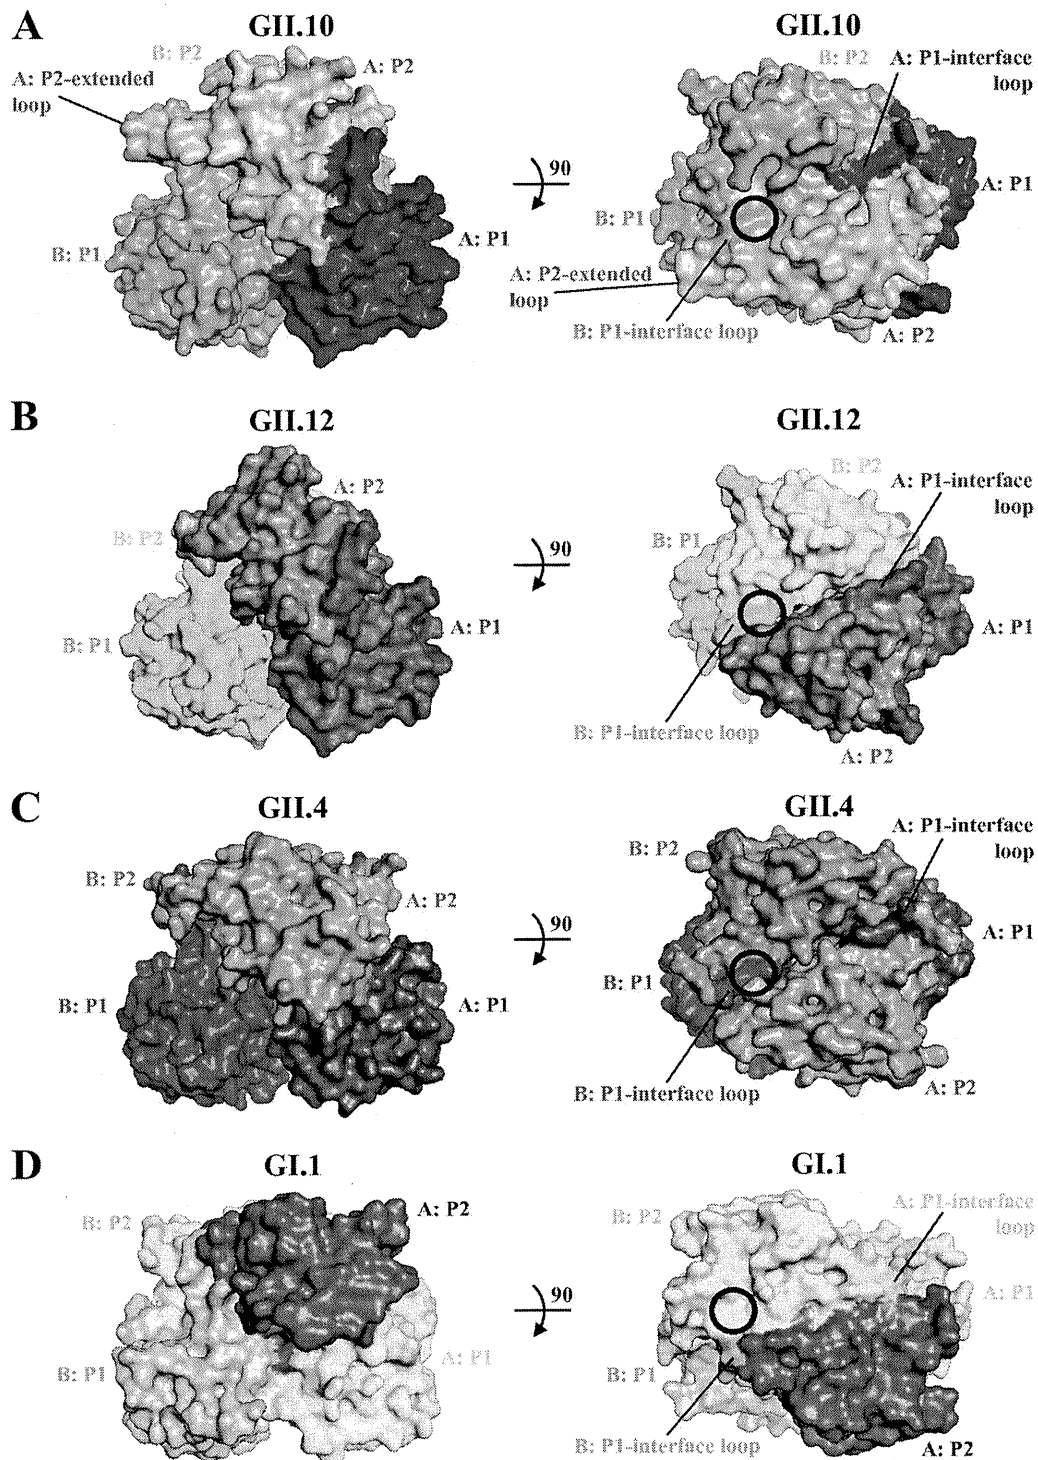 A
GII.10
GII.10
B: P2
A: P2
A: P2-extended
loop
B: P1
A: P1
90
B: P2
A: P1-interface
loop
A: P1
B: P1
A: P2-extended
loop
B: P1-interface loop
A: P2
B
GII.12
GII.12
A: P2
B: P2
B: P1
A: P1
90
B: P2
A: P1-interface
loop
B: P1
A: P1
B: P1-interface loop
A: P2
C
GII.4
GII.4
B: P2
A: P2
B: P1
A: P1
90
A: P1-interface
loop
B: P2
A: P1
B: P1
B: P1-interface loop
A: P2
D
GI.1
GI.1
B: P2
A: P2
B: P1
A: P1
90
B: P2
A: P1-interface
loop
A: P1
B: P1
B: P1-interface loop
A: P2